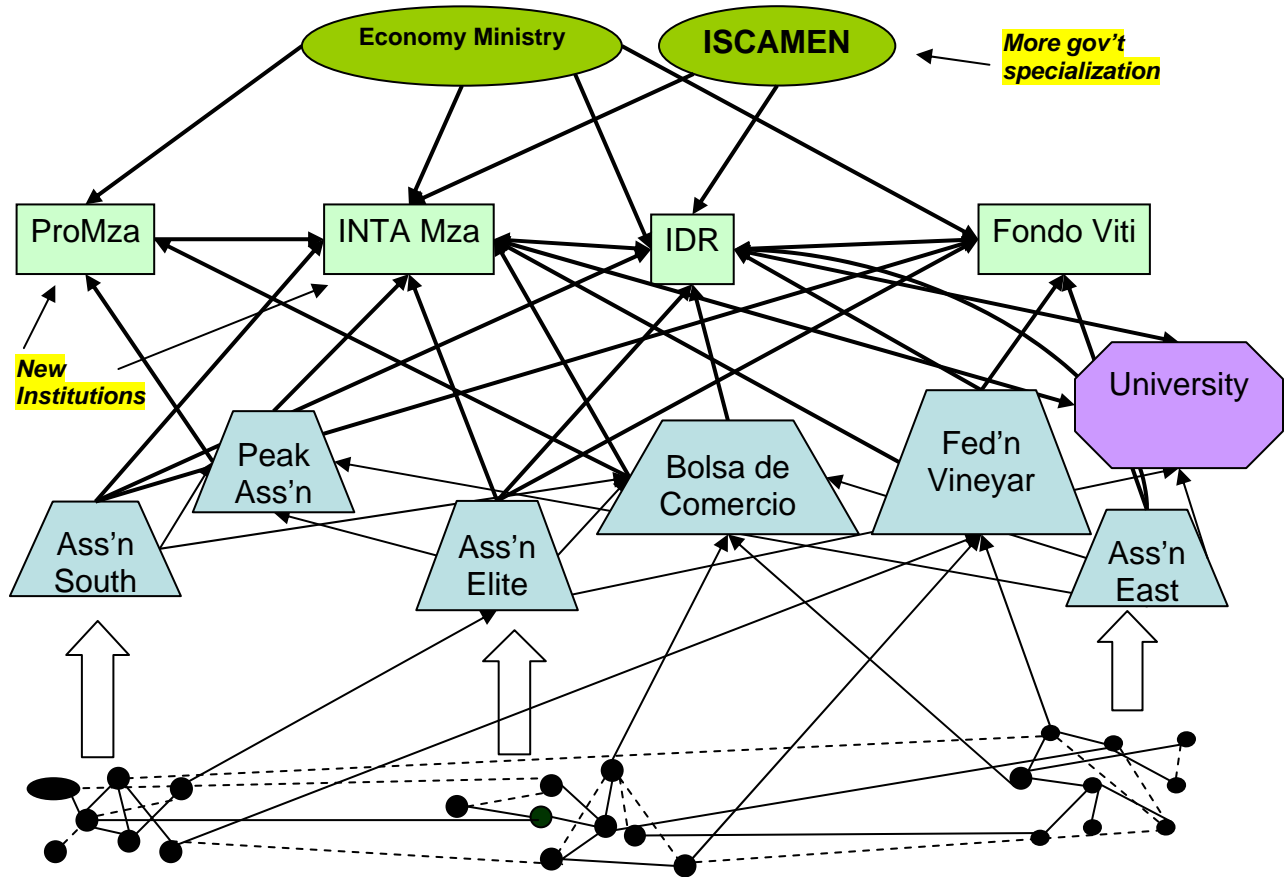 Economy Ministry
ISCAMEN
More gov't
specialization
ProMza
INTA Mza
IDR
Fondo Viti
New
Institutions
University
Peak
Ass'n
Bolsa de
Comercio
Fed'n
Vineyar
Ass'n
South
Ass'n
Elite
Ass'n
East